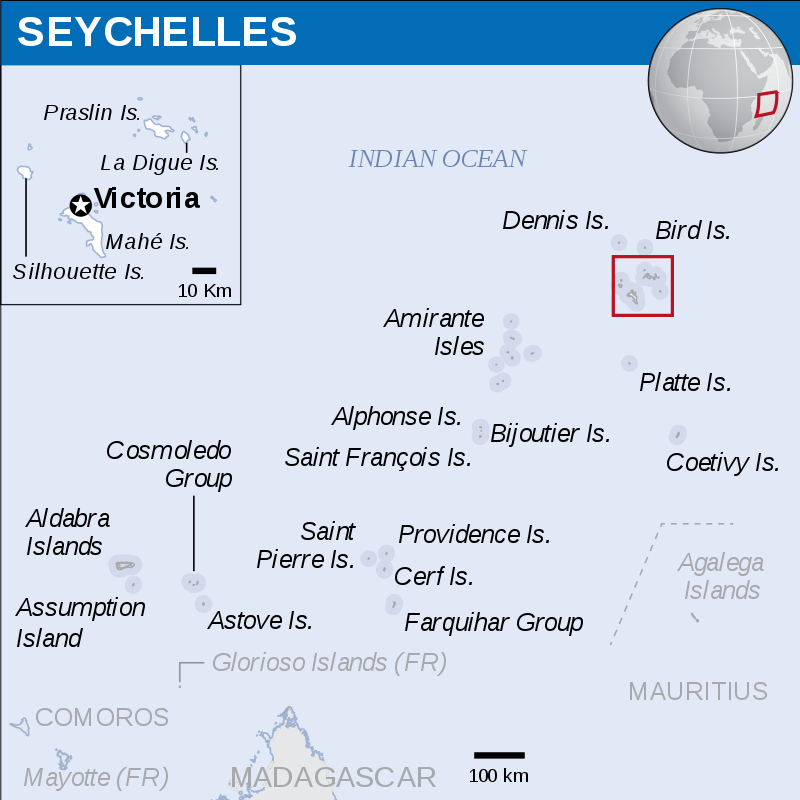 SEYCHELLES
Praslin Is.
La Digue Is.
Victoria
Mahé Is.
Silhouette Is.
10 Km
INDIAN OCEAN
Dennis Is.
Bird Is.
Amirante
Isles
Platte Is.
Alphonse Is.
Bijoutier Is.
Saint François Is.
Coetivy Is.
Cosmoledo
Group
Aldabra
Islands
Saint
Pierre Is.
Providence Is.
Cerf Is.
Agalega
Islands
Assumption
Island
Astove Is.
Farquihar Group
Glorioso Islands (FR)
MAURITIUS
COMOROS
Mayotte (FR)
MADAGASCAR
100 km